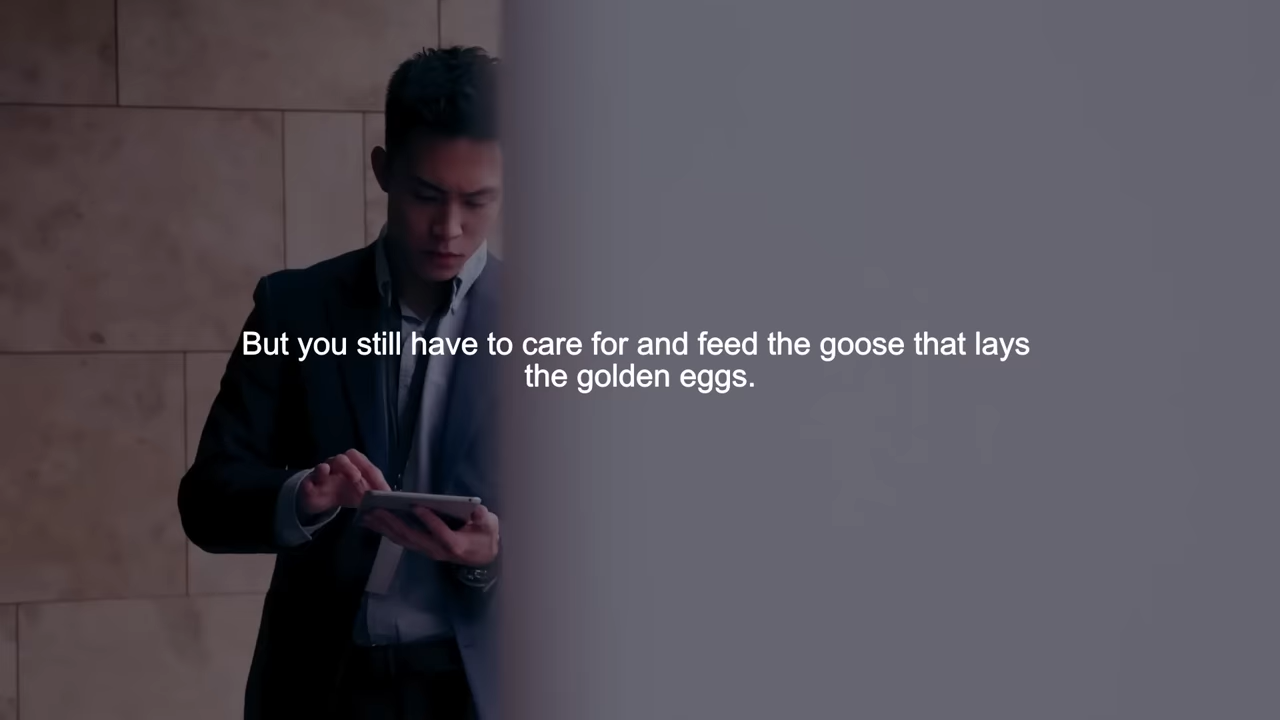 But you still have to care for and feed the goose that lays
the golden eggs.